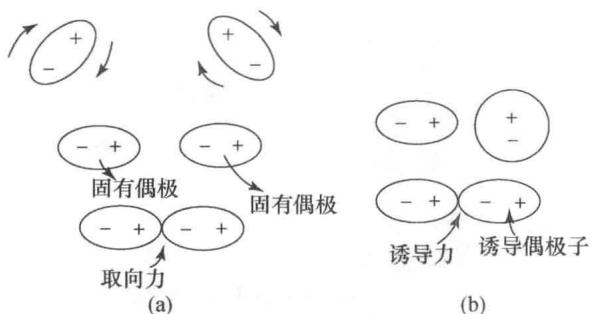 +
−
+
−
− +
− +
固有偶极
固有偶极
− + − +
取向力
(a)
− +
+
−
− + − +
诱导力
诱导偶极子
(b)